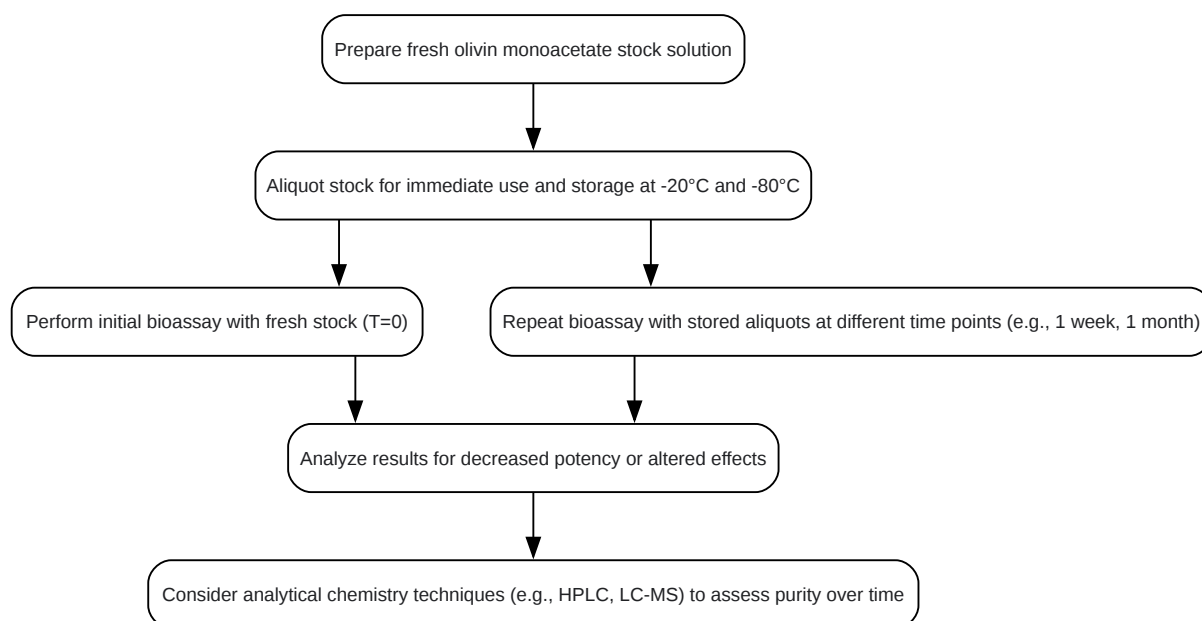 Prepare fresh olivin monoacetate stock solution
Aliquot stock for immediate use and storage at -20°C and -80°C
Perform initial bioassay with fresh stock (T=0)
Repeat bioassay with stored aliquots at different time points (e.g., 1 week, 1 month)
Analyze results for decreased potency or altered effects
Consider analytical chemistry techniques (e.g., HPLC, LC-MS) to assess purity over time